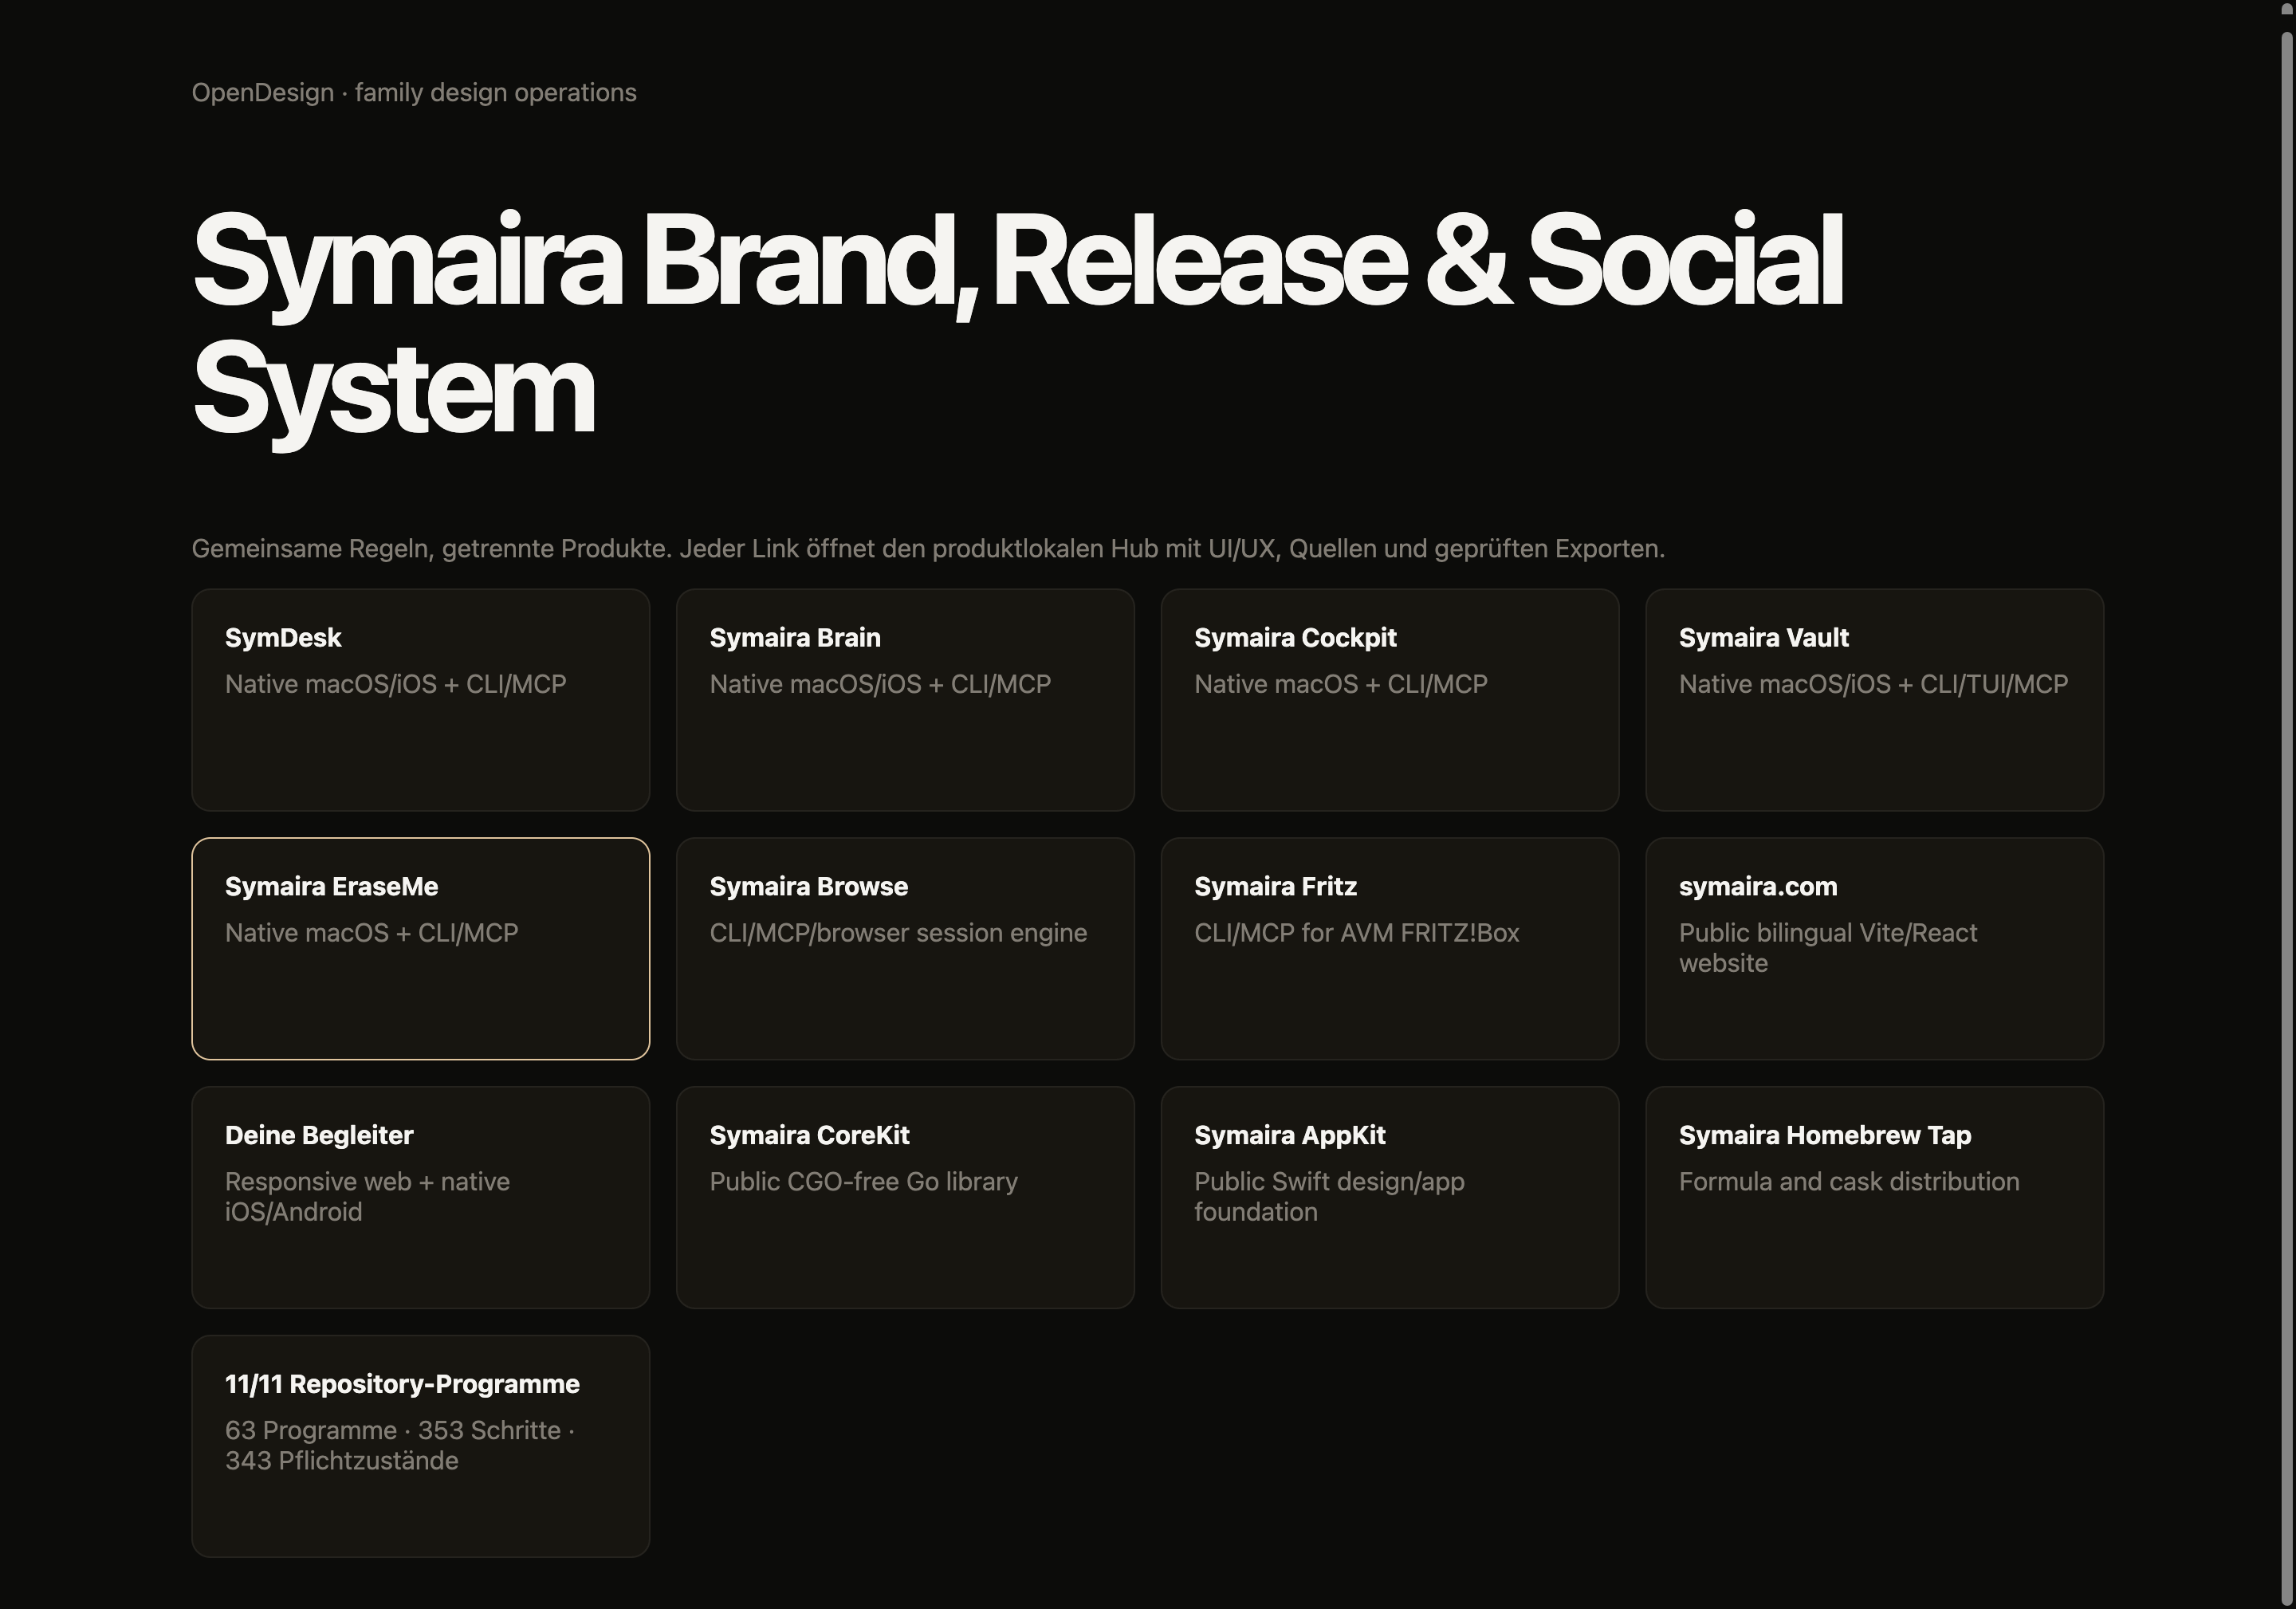 OpenDesign · family design operations
Symaira Brand, Release & Social
System
Gemeinsame Regeln, getrennte Produkte. Jeder Link öffnet den produktlokalen Hub mit UI/UX, Quellen und geprüften Exporten.
SymDesk
Native macOS/iOS + CLI/MCP
Symaira Brain
Native macOS/iOS + CLI/MCP
Symaira Cockpit
Native macOS + CLI/MCP
Symaira Vault
Native macOS/iOS + CLI/TUI/MCP
Symaira EraseMe
Native macOS + CLI/MCP
Symaira Browse
CLI/MCP/browser session engine
Symaira Fritz
CLI/MCP for AVM FRITZ!Box
symaira.com
Public bilingual Vite/React
website
Deine Begleiter
Responsive web + native
iOS/Android
Symaira CoreKit
Public CGO-free Go library
Symaira AppKit
Public Swift design/app
foundation
Symaira Homebrew Tap
Formula and cask distribution
11/11 Repository-Programme
63 Programme · 353 Schritte ·
343 Pflichtzustände